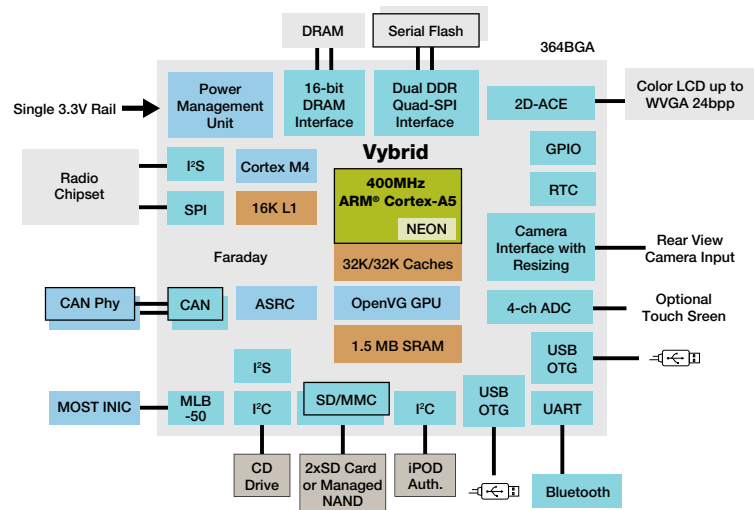 DRAM
Serial Flash
364BGA
Power
Management
Unit
16-bit
DRAM
Interface
Dual DDR
Quad-SPI
Interface
2D-ACE
Color LCD up to
WVGA 24bpp
Single 3.3V Rail
Vybrid
GPIO
Radio
Chipset
I²S
Cortex M4
400MHz
ARM® Cortex-A5
NEON
RTC
SPI
16K L1
Camera
Interface with
Resizing
Rear View
Camera Input
Faraday
32K/32K Caches
CAN Phy
CAN
ASRC
OpenVG GPU
4-ch ADC
Optional
Touch Sreen
1.5 MB SRAM
USB
OTG
I²S
MOST INIC
MLB
-50
I²C
SD/MMC
I²C
USB
OTG
UART
CD
Drive
2xSD Card
or Managed
NAND
iPOD
Auth.
Bluetooth